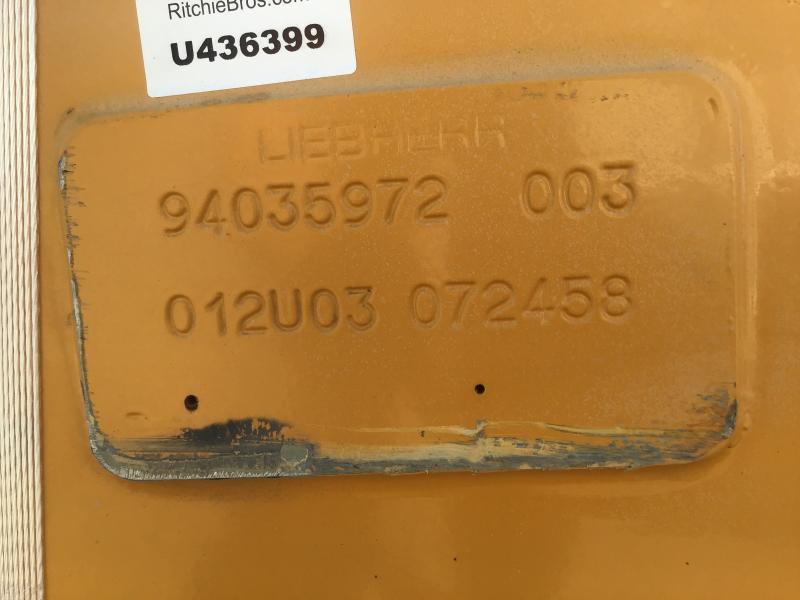 RitchieBros.com
U436399
LIEBHERR
94035972 003
012U03 072458